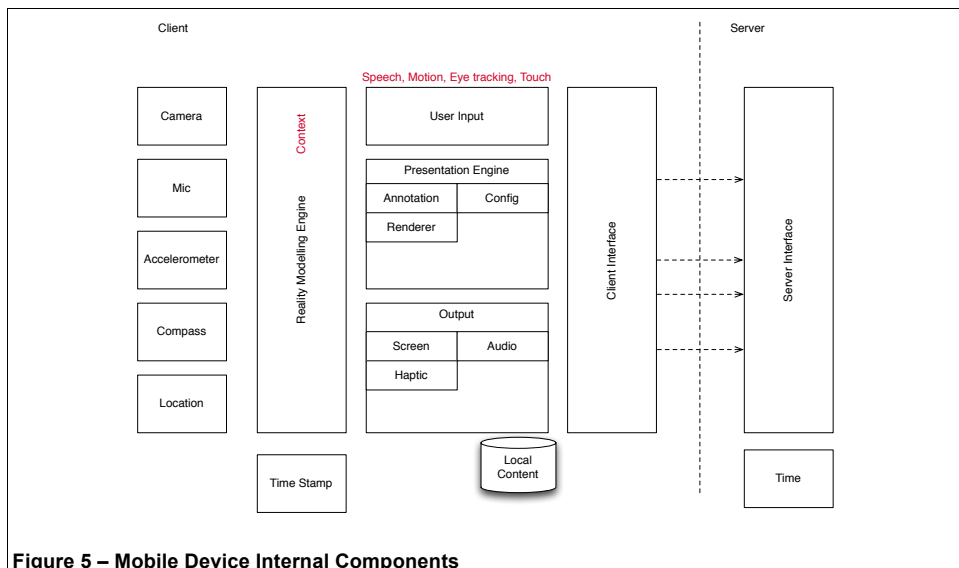 Client
Server
Speech, Motion, Eye tracking, Touch
Camera
Mic
Accelerometer
Compass
Location
Reality Modelling Engine
Context
Time Stamp
User Input
Presentation Engine
Annotation
Config
Renderer
Output
Screen
Audio
Haptic
Local
Content
Client Interface
Server Interface
Time
Figure 5 – Mobile Device Internal Components